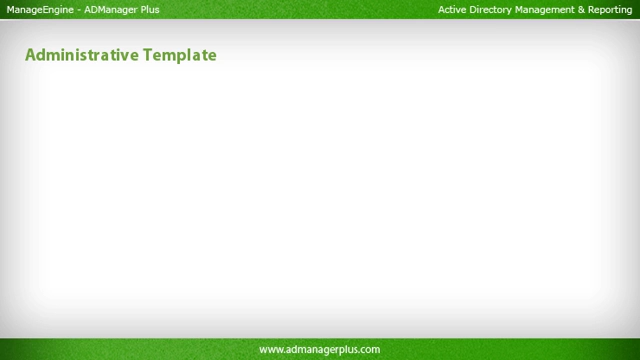 ManageEngine - ADManager Plus
Active Directory Management & Reporting
Administrative Template
www.admanagerplus.com